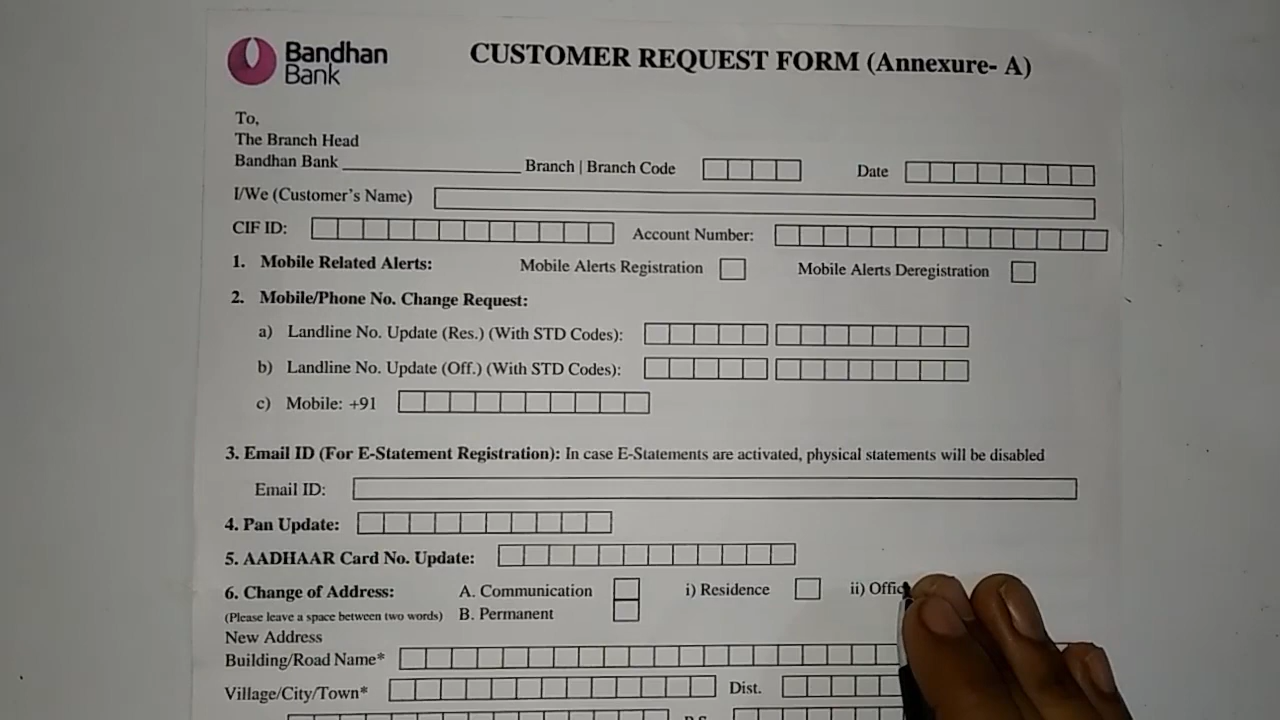 Bandhan
Bank
CUSTOMER REQUEST FORM (Annexure- A)
To,
The Branch Head
Bandhan Bank ____________________ Branch | Branch Code Date
I/We (Customer's Name)
CIF ID: Account Number:
1. Mobile Related Alerts: Mobile Alerts Registration Mobile Alerts Deregistration
2. Mobile/Phone No. Change Request:
a) Landline No. Update (Res.) (With STD Codes):
b) Landline No. Update (Off.) (With STD Codes):
c) Mobile: +91
3. Email ID (For E-Statement Registration): In case E-Statements are activated, physical statements will be disabled
Email ID:
4. Pan Update:
5. AADHAAR Card No. Update:
6. Change of Address: A. Communication i) Residence ii)
(Please leave a space between two words) B. Permanent
New Address
Building/Road Name*
Village/City/Town* Dist.